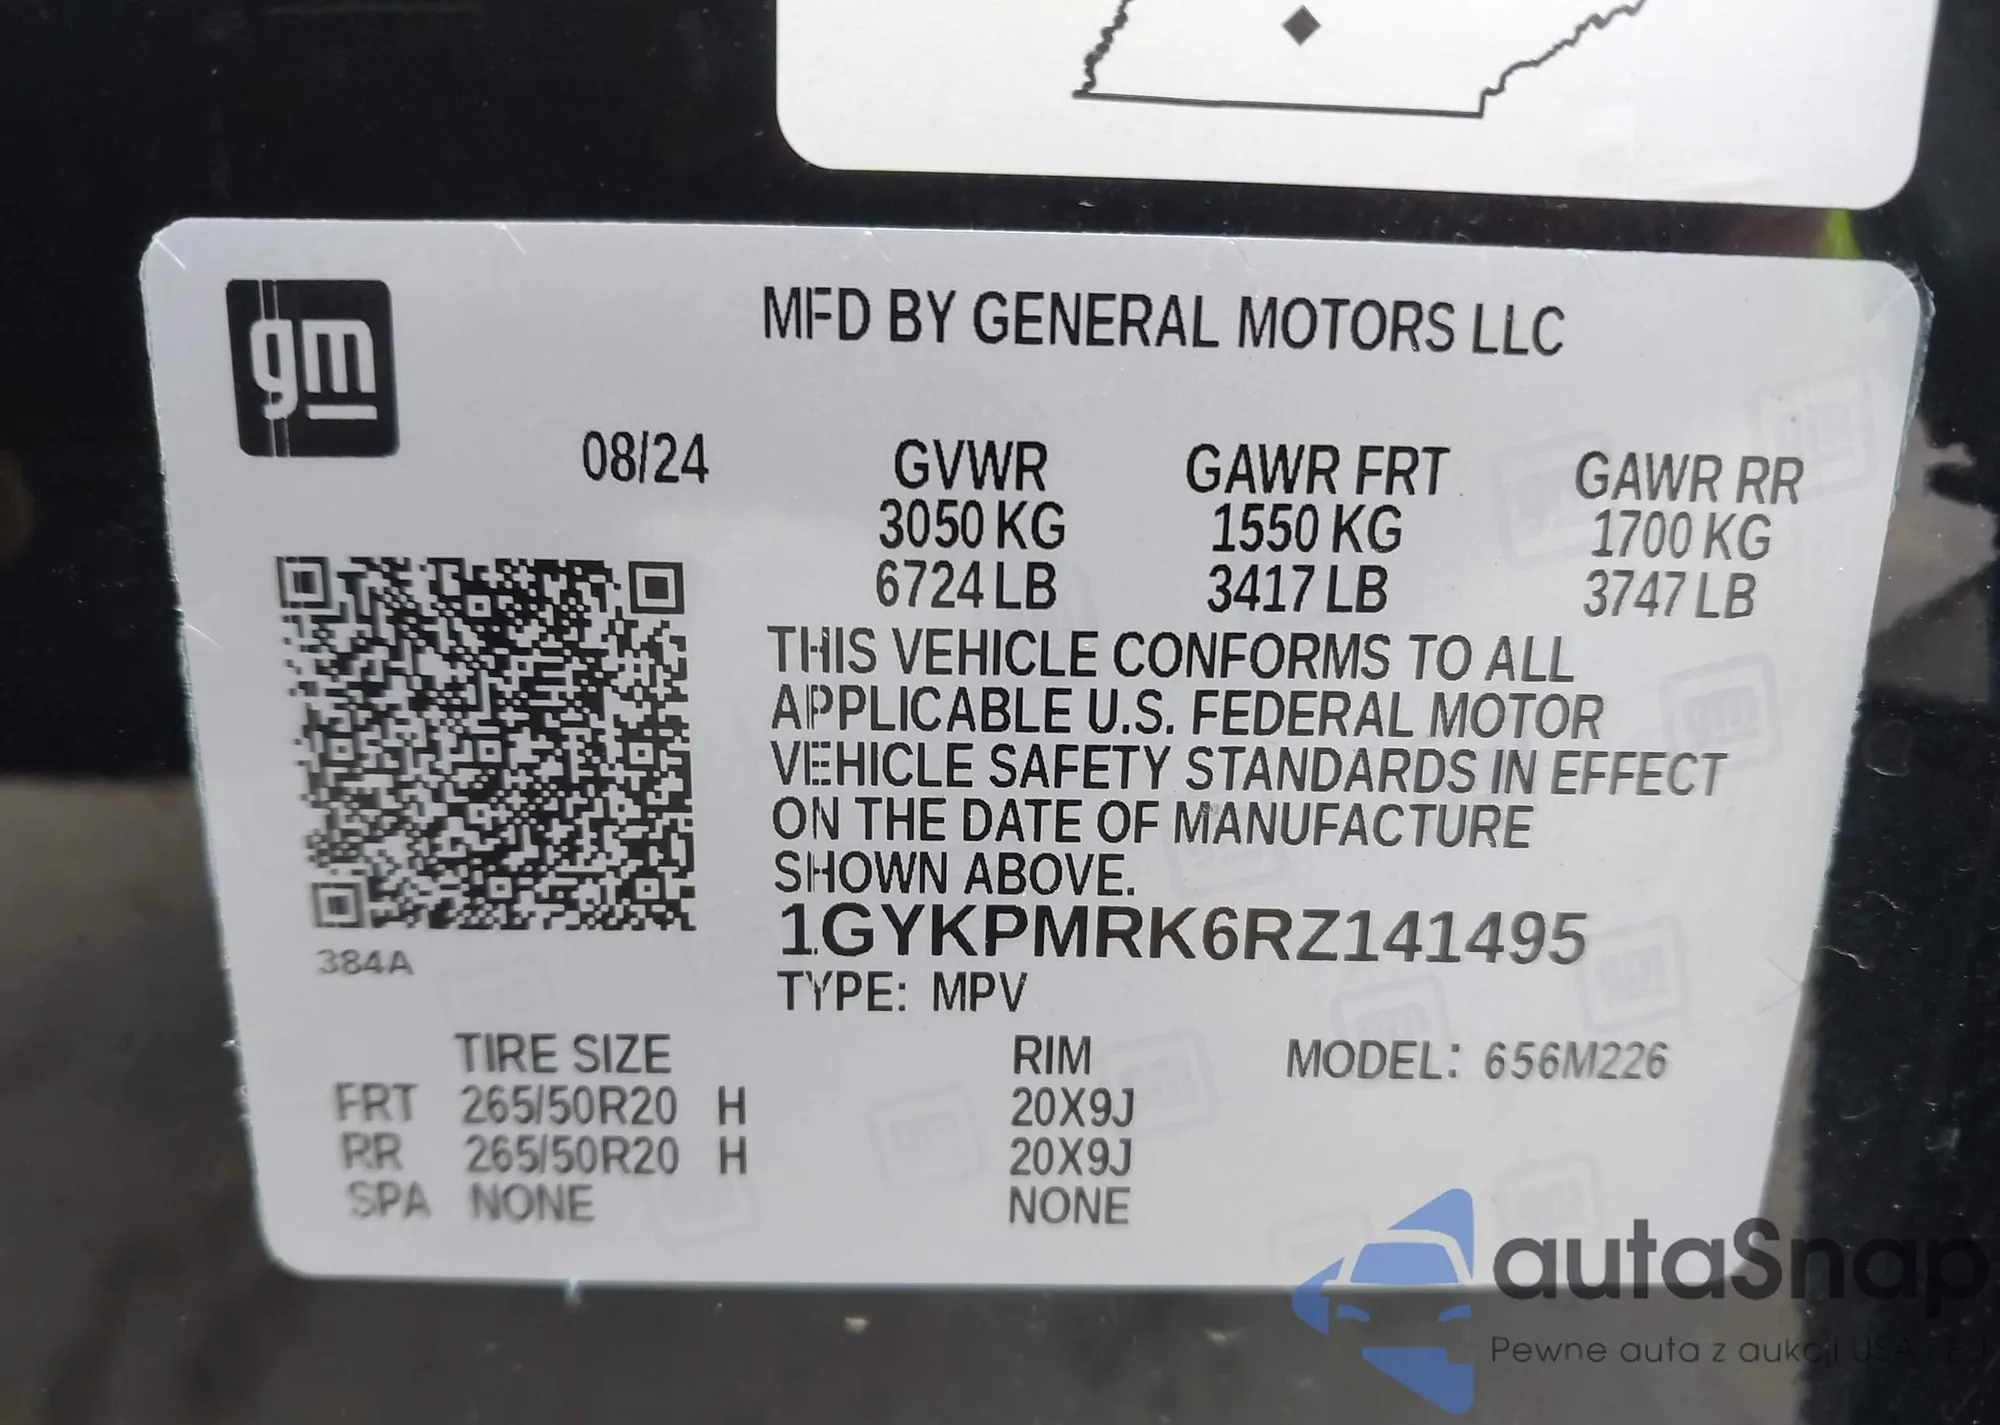 gm
MFD BY GENERAL MOTORS LLC
08/24 GVWR GAWR FRT GAWR RR
3050 KG 1550 KG 1700 KG
6724 LB 3417 LB 3747 LB
THIS VEHICLE CONFORMS TO ALL
APPLICABLE U.S. FEDERAL MOTOR
VEHICLE SAFETY STANDARDS IN EFFECT
ON THE DATE OF MANUFACTURE
SHOWN ABOVE.
1GYKPMRK6RZ141495
384A
TYPE: MPV
TIRE SIZE RIM MODEL: 656M226
FRT 265/50R20 H 20X9J
RR 265/50R20 H 20X9J
SPA NONE NONE
autaSnap
Pewne auta z aukcji USA / EU